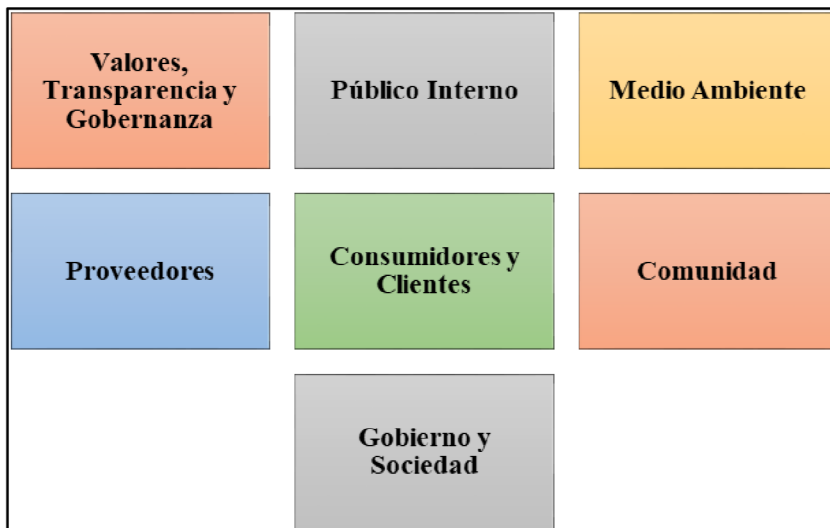 Valores,
Transparencia y
Gobernanza
Público Interno
Medio Ambiente
Proveedores
Consumidores y
Clientes
Comunidad
Gobierno y
Sociedad